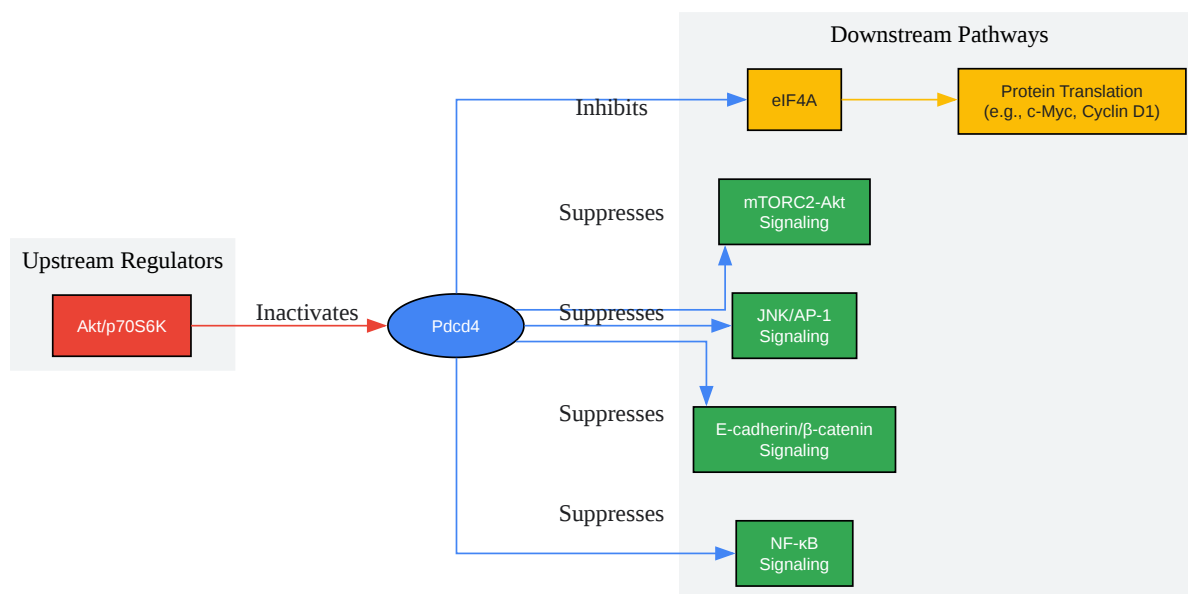 Downstream Pathways
eIF4A
Protein Translation
(e.g., c-Myc, Cyclin D1)
Inhibits
mTORC2-Akt
Signaling
Suppresses
Upstream Regulators
Akt/p70S6K
Inactivates
Pdcd4
Suppresses
JNK/AP-1
Signaling
Suppresses
E-cadherin/β-catenin
Signaling
Suppresses
NF-κB
Signaling